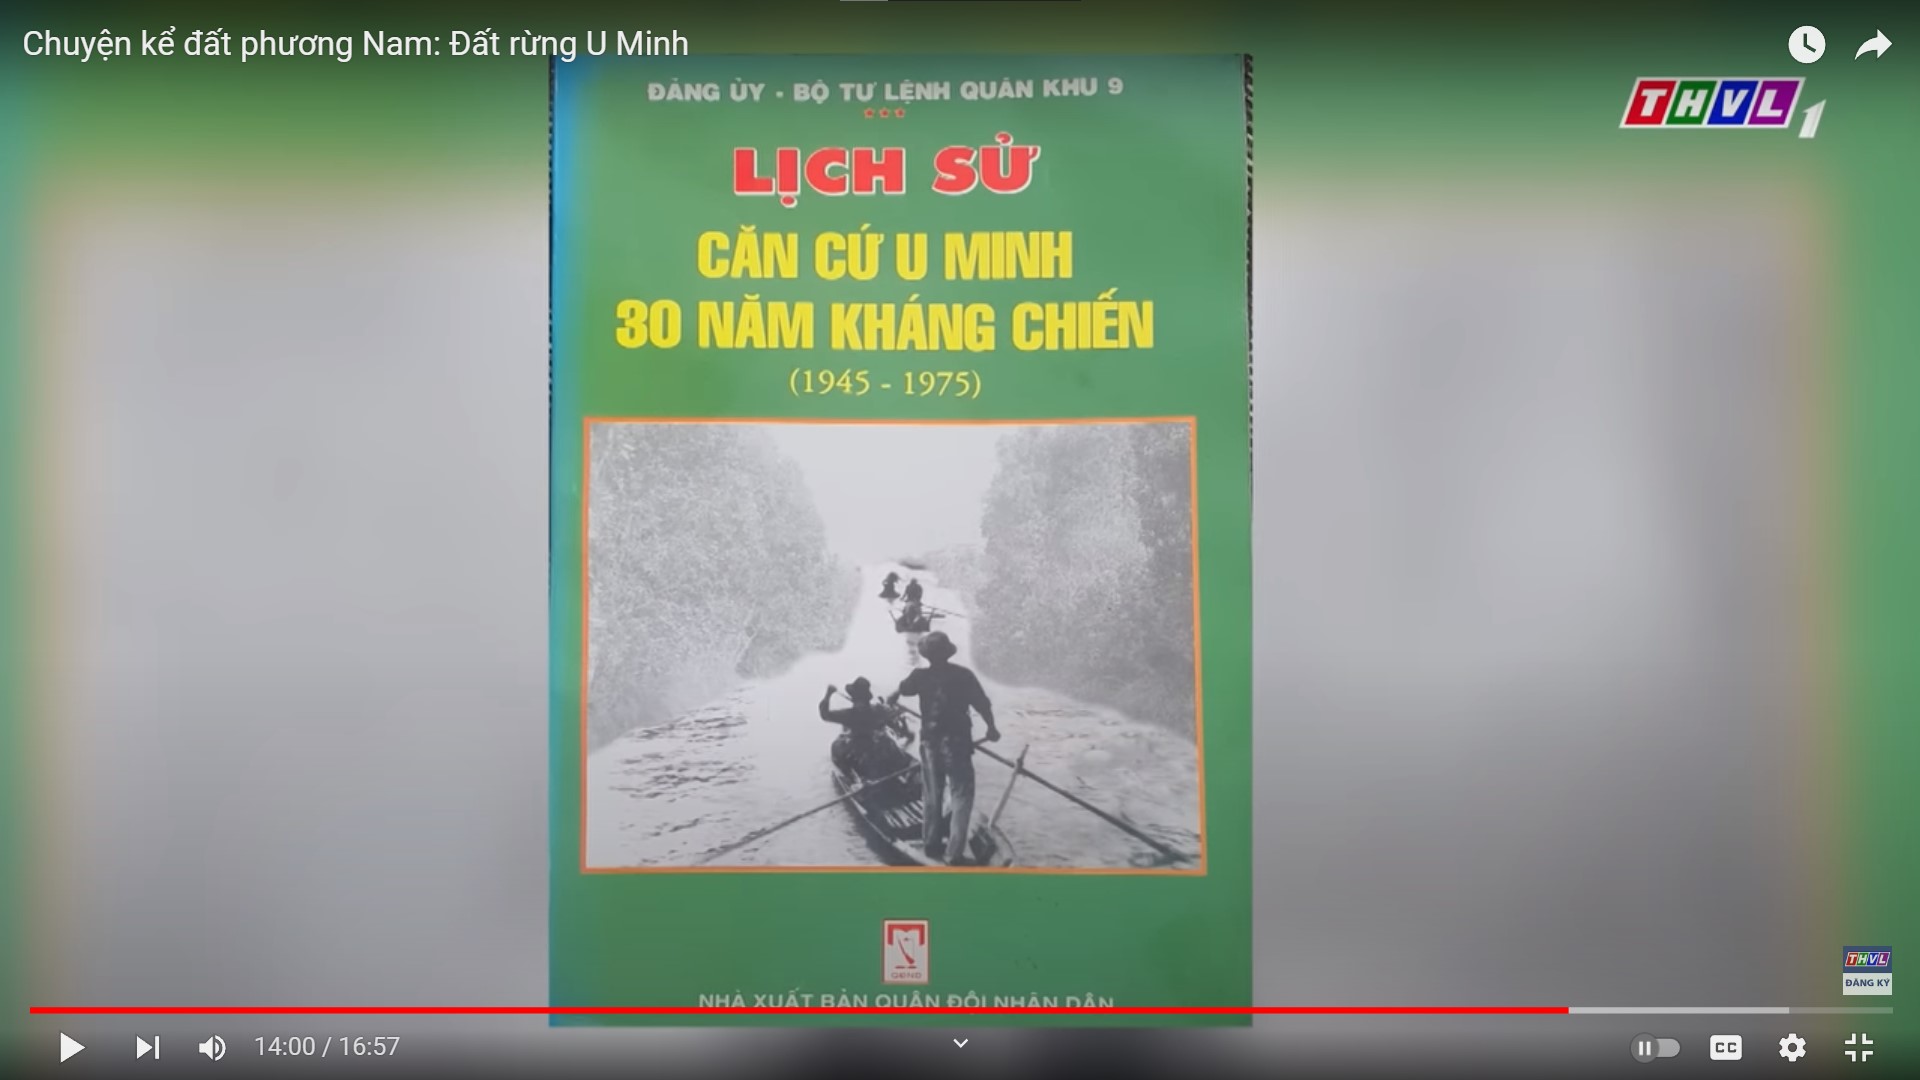 Chuyện kể đất phương Nam: Đất rừng U Minh
THVL1
ĐẢNG ỦY - BỘ TƯ LỆNH QUÂN KHU 9
LỊCH SỬ
CĂN CỨ U MINH
30 NĂM KHÁNG CHIẾN
(1945 - 1975)
QĐND
NHÀ XUẤT BẢN QUÂN ĐỘI NHÂN DÂN
THVL
ĐĂNG KÝ
14:00 / 16:57
CC